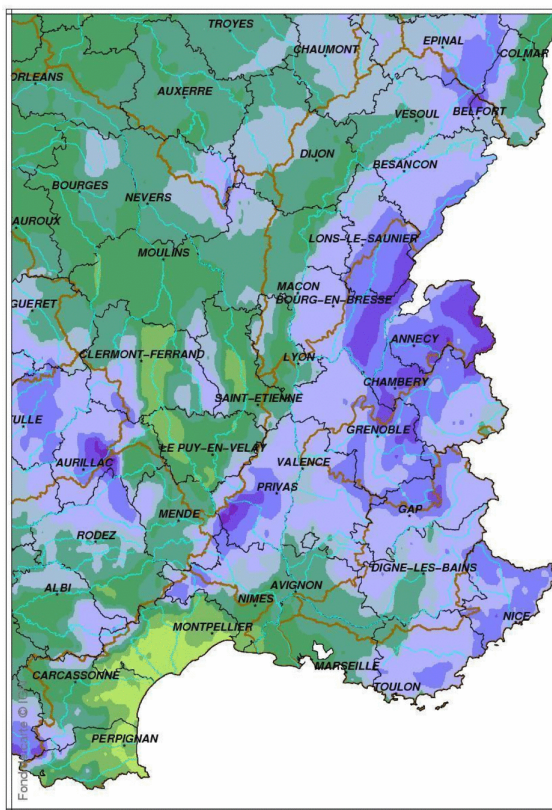 TROYES
EPINAL
CHAUMONT
COLMAR
ORLEANS
AUXERRE
BELFORT
VESOUL
DIJON
BESANCON
BOURGES
NEVERS
AUROUX
LONS-LE-SAUNIER
MOULINS
MACON
GUERET
BOURG-EN-BRESSE
ANNECY
CLERMONT-FERRAND
LYON
CHAMBERY
SAINT-ETIENNE
TULLE
GRENOBLE
LE PUY-EN-VELAY
AURILLAC
VALENCE
PRIVAS
GAP
MENDE
RODEZ
DIGNE-LES-BAINS
ALBI
AVIGNON
NIMES
NICE
MONTPELLIER
MARSEILLE
CARCASSONNE
TOULON
PERPIGNAN